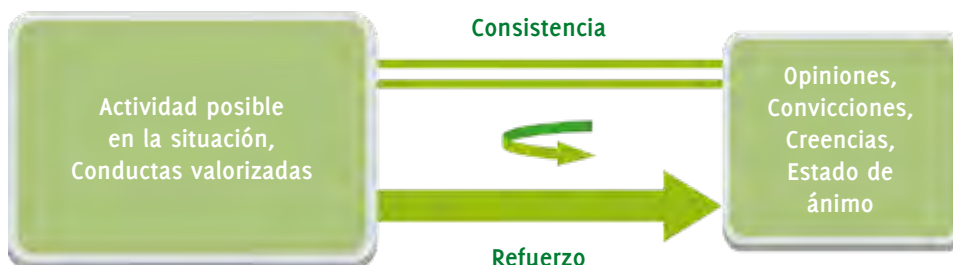 Consistencia
Actividad posible
en la situación,
Conductas valorizadas
Opiniones,
Convicciones,
Creencias,
Estado de
ánimo
Refuerzo